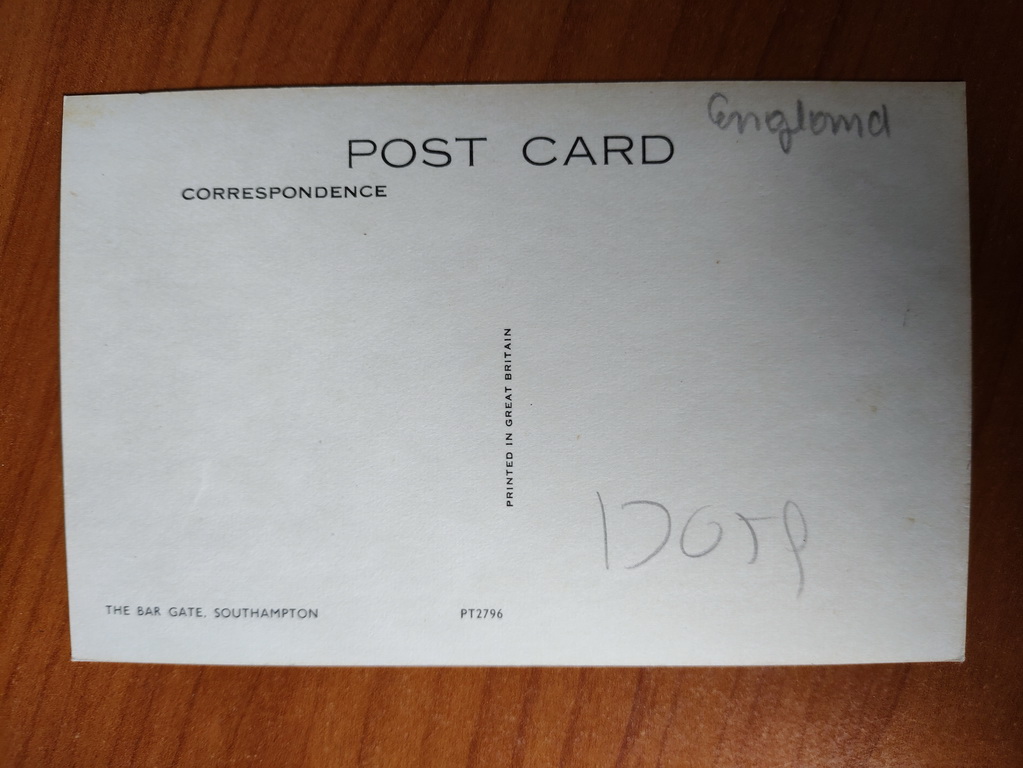 England
POST CARD
CORRESPONDENCE
PRINTED IN GREAT BRITAIN
THE BAR GATE, SOUTHAMPTON
PT2796